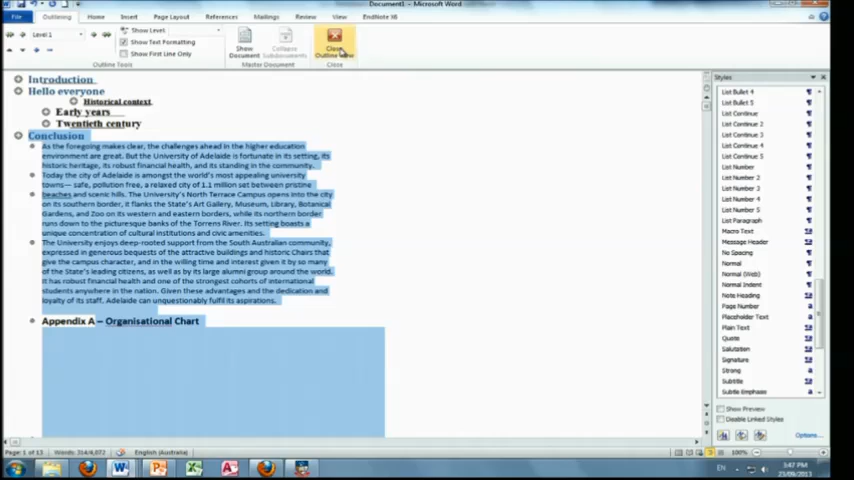 Document1 - Microsoft Word
File Outlining Home Insert Page Layout References Mailings Review View EndNote X6
Level 1
Show Level:
Show Text Formatting
Show First Line Only
Outline Tools
Show Document
Collapse Subdocuments
Master Document
Close Outline View
Close
Introduction
Hello everyone
Historical context
Early years
Twentieth century
Conclusion
As the foregoing makes clear, the challenges ahead in the higher education
environment are great. But the University of Adelaide is fortunate in its setting, its
historic heritage, its robust financial health, and its standing in the community.
Today the city of Adelaide is amongst the world's most appealing university
towns— safe, pollution free, a relaxed city of 1.1 million set between pristine
beaches and scenic hills. The University's North Terrace Campus opens into the city
on its southern border, it flanks the State's Art Gallery, Museum, Library, Botanical
Gardens, and Zoo on its western and eastern borders, while its northern border
runs down to the picturesque banks of the Torrens River. Its setting boasts a
unique concentration of cultural institutions and civic amenities.
The University enjoys deep-rooted support from the South Australian community,
expressed in generous bequests of the attractive buildings and historic Chairs that
give the campus character, and in the willing time and interest given it by so many
of the State's leading citizens, as well as by its large alumni group around the world.
It has robust financial health and one of the strongest cohorts of international
students anywhere in the nation. Given these advantages and the dedication and
loyalty of its staff, Adelaide can unquestionably fulfil its aspirations.
Appendix A – Organisational Chart
Styles
List Bullet 4
List Bullet 5
List Continue
List Continue 2
List Continue 3
List Continue 4
List Continue 5
List Number
List Number 2
List Number 3
List Number 4
List Number 5
List Paragraph
Macro Text
Message Header
No Spacing
Normal
Normal (Web)
Normal Indent
Note Heading
Page Number
Placeholder Text
Plain Text
Quote
Salutation
Signature
Strong
Subtitle
Subtle Emphasis
Show Preview
Disable Linked Styles
Options...
Page: 1 of 13 Words: 314/6,072 English (Australia) 100%
EN 3:47 PM
23/09/2013